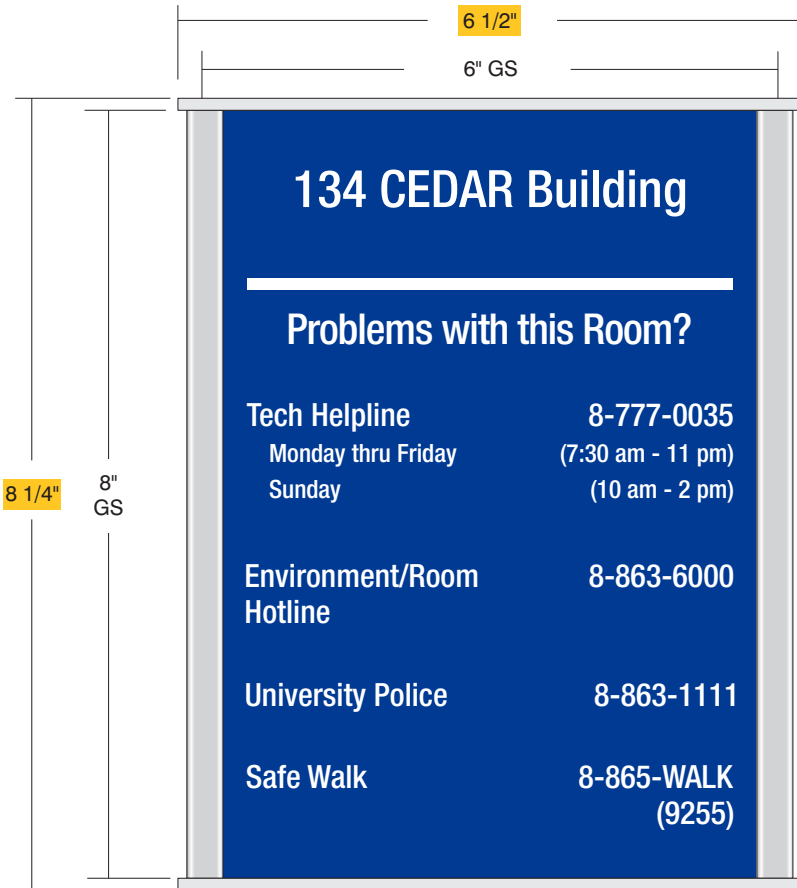 6 1/2"
6" GS
134 CEDAR Building
Problems with this Room?
Tech Helpline 8-777-0035
Monday thru Friday (7:30 am - 11 pm)
Sunday (10 am - 2 pm)
8 1/4"
8"
GS
Environment/Room 8-863-6000
Hotline
University Police 8-863-1111
Safe Walk 8-865-WALK
(9255)